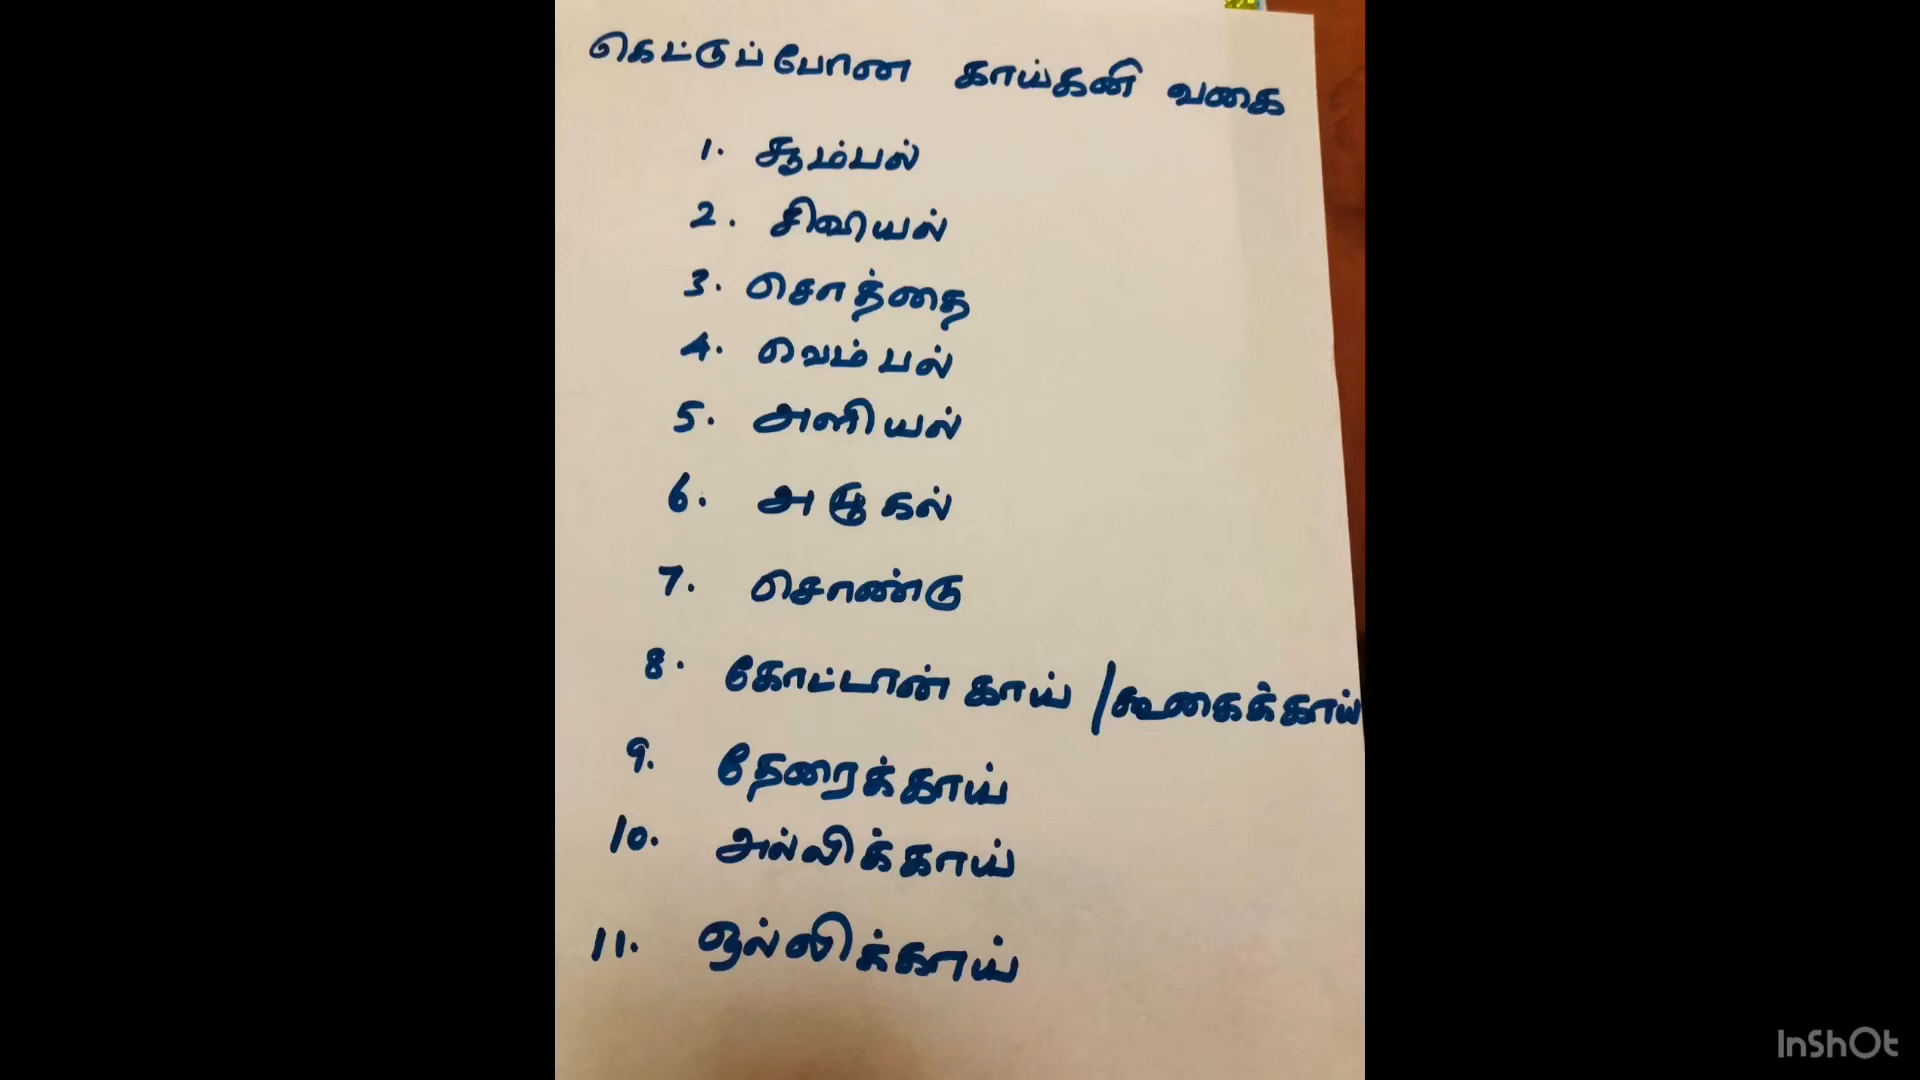 கெட்டுப்போன காய்கனி வகை
1. சூம்பல்
2. சிவியல்
3. சொத்தை
4. வெம்பல்
5. அளியல்
6. அழுகல்
7. சொண்டு
8. கோட்டான் காய் / கூகைக்காய்
9. தேரைக்காய்
10. அல்லிக்காய்
11. ஒல்லிக்காய்
InShOt